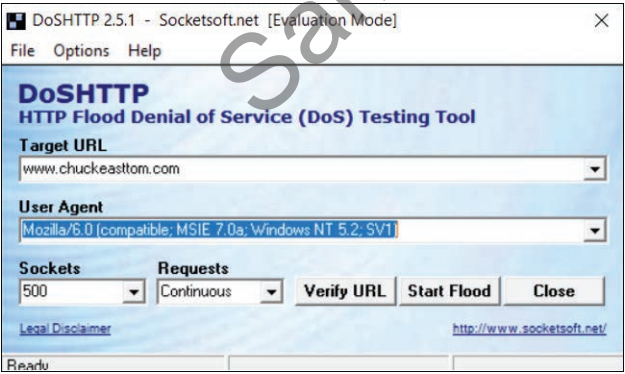 DoSHTTP 2.5.1 - Socketsoft.net [Evaluation Mode]
File Options Help
DoSHTTP
HTTP Flood Denial of Service (DoS) Testing Tool
Target URL
www.chuckeasttom.com
User Agent
Mozilla/6.0 (compatible; MSIE 7.0a; Windows NT 5.2; SV1)
Sockets Requests
500 Continuous Verify URL Start Flood Close
Legal Disclaimer http://www.socketsoft.net/
Ready